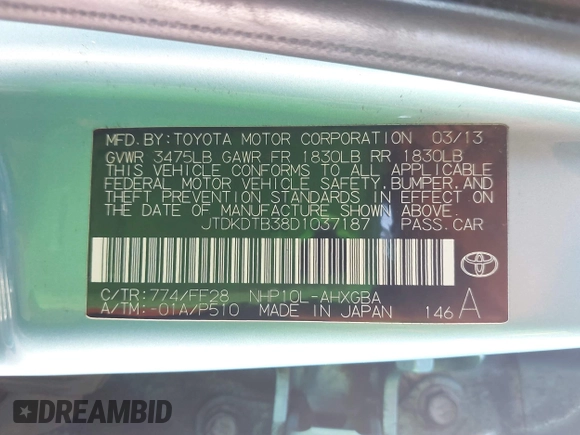 MFD.BY:TOYOTA MOTOR CORPORATION 03/13
GVWR 3475LB GAWR FR 1830LB RR 1830LB
THIS VEHICLE CONFORMS TO ALL APPLICABLE
FEDERAL MOTOR VEHICLE SAFETY,BUMPER,AND
THEFT PREVENTION STANDARDS IN EFFECT ON
THE DATE OF MANUFACTURE SHOWN ABOVE.
JTDKDTB38D1037187 PASS.CAR
C/TR:774/FF28 NHP10L-AHXGBA
A/TM:-01A/P510 MADE IN JAPAN 146 A
DREAMBID